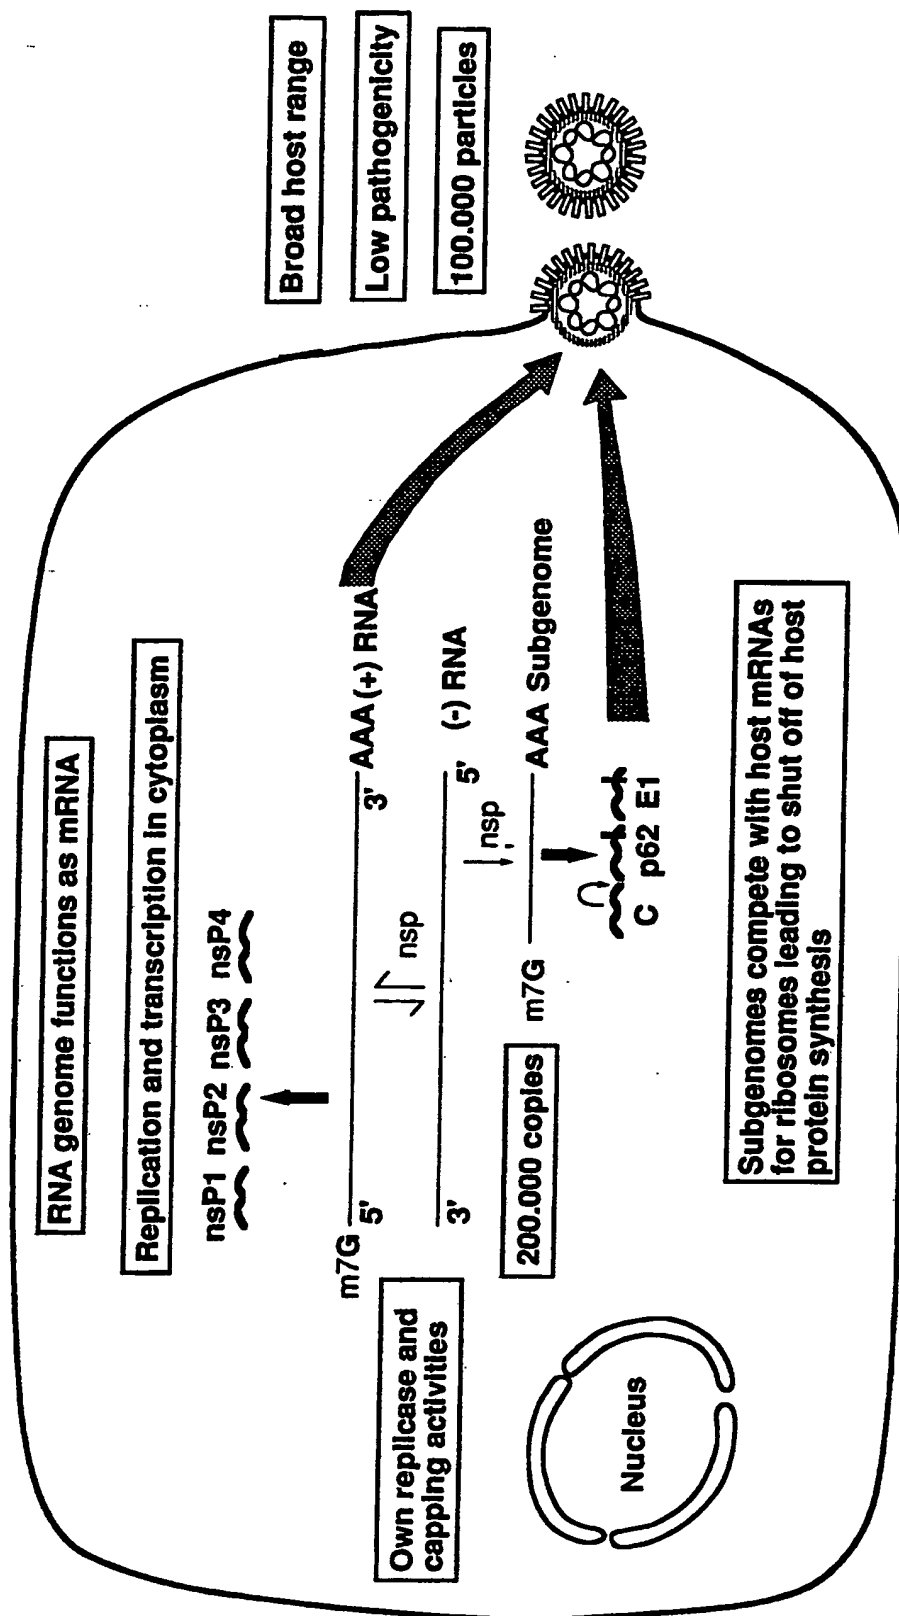 RNA genome functions as mRNA
Replication and transcription in cytoplasm
nsP1 nsP2 nsP3 nsP4
m7G
5'
3'
AAA (+) RNA
nsp
3'
5'
(-) RNA
nsp
m7G
AAA Subgenome
C p62 E1
Own replicase and
capping activities
200.000 copies
Nucleus
Subgenomes compete with host mRNAs
for ribosomes leading to shut off of host
protein synthesis
Broad host range
Low pathogenicity
100.000 particles